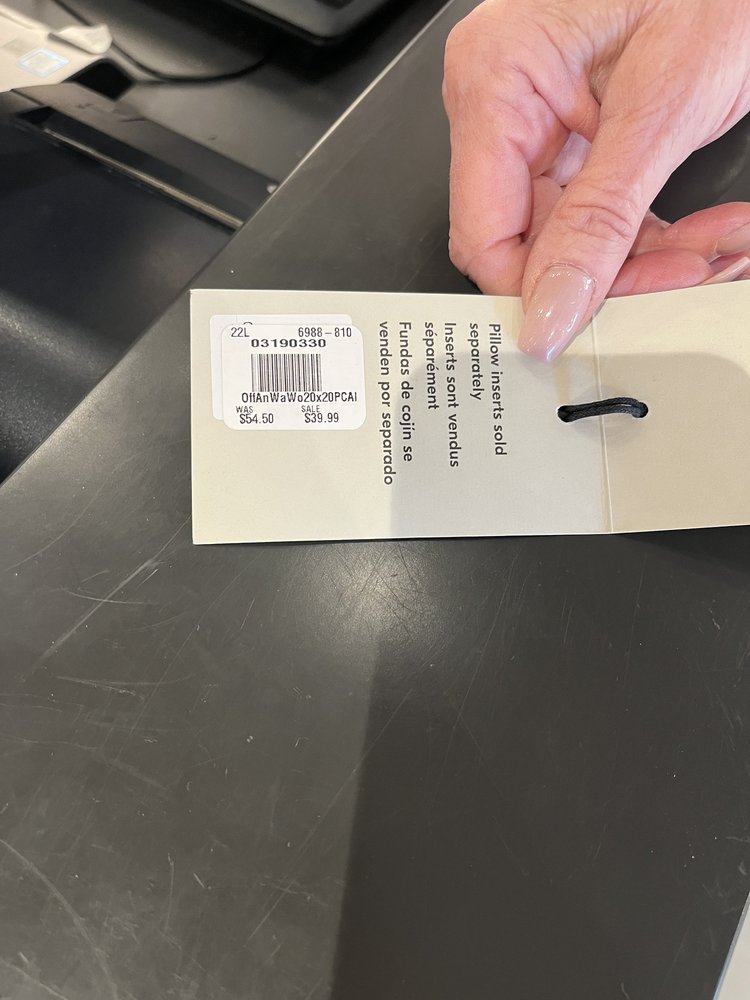 22L 6988-810
03190330
OffAnWaWo20x20PCAI
WAS SALE
$54.50 $39.99
Pillow inserts sold
separately
Inserts sont vendus
séparément
Fundas de cojín se
venden por separado